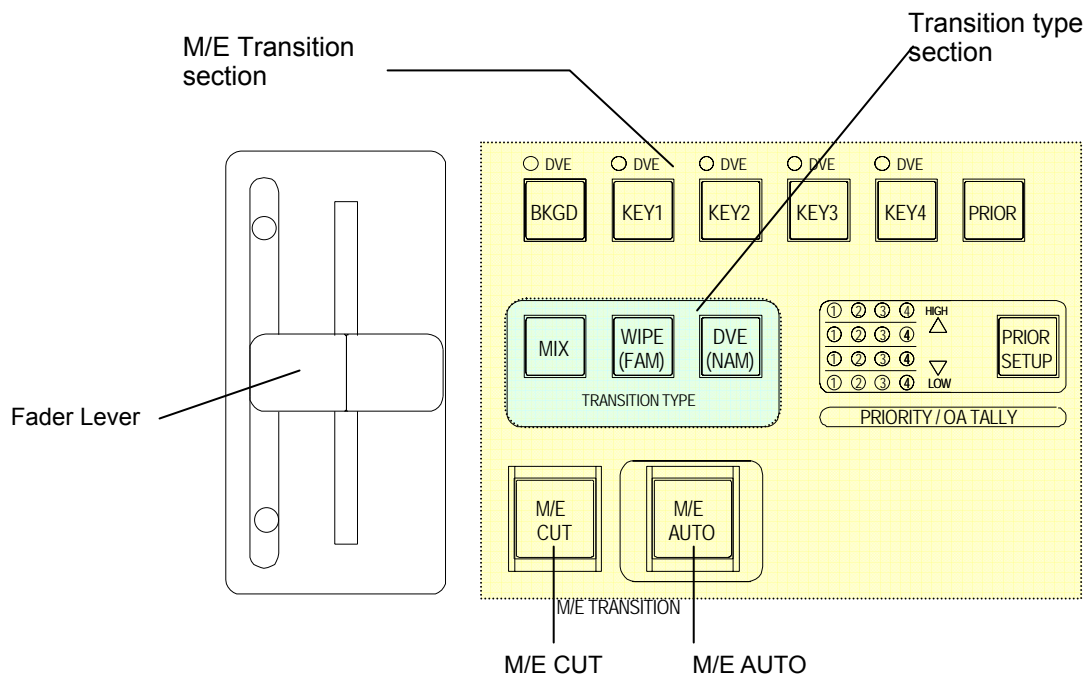 Transition type
section
M/E Transition
section
DVE DVE DVE DVE DVE
BKGD KEY1 KEY2 KEY3 KEY4 PRIOR
MIX
WIPE
(FAM)
DVE
(NAM)
TRANSITION TYPE
1 2 3 4 HIGH
1 2 3 4
1 2 3 4
1 2 3 4 LOW
PRIOR
SETUP
PRIORITY / OA TALLY
Fader Lever
M/E
CUT
M/E
AUTO
M/E TRANSITION
M/E CUT M/E AUTO